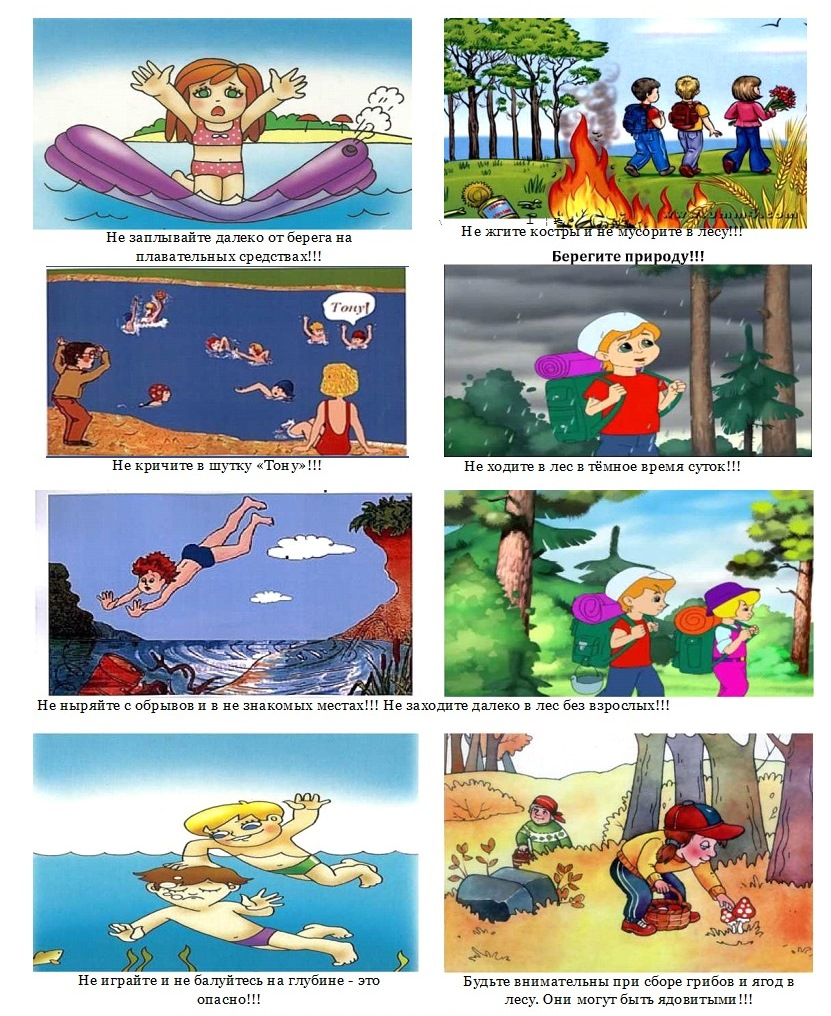 Не заплывайте далеко от берега на
плавательных средствах!!!
Не жгите костры и не мусорите в лесу!!!
Берегите природу!!!
Тону!
Не кричите в шутку «Тону»!!!
Не ходите в лес в тёмное время суток!!!
Не ныряйте с обрывов и в не знакомых местах!!! Не заходите далеко в лес без взрослых!!!
Не играйте и не балуйтесь на глубине - это
опасно!!!
Будьте внимательны при сборе грибов и ягод в
лесу. Они могут быть ядовитыми!!!